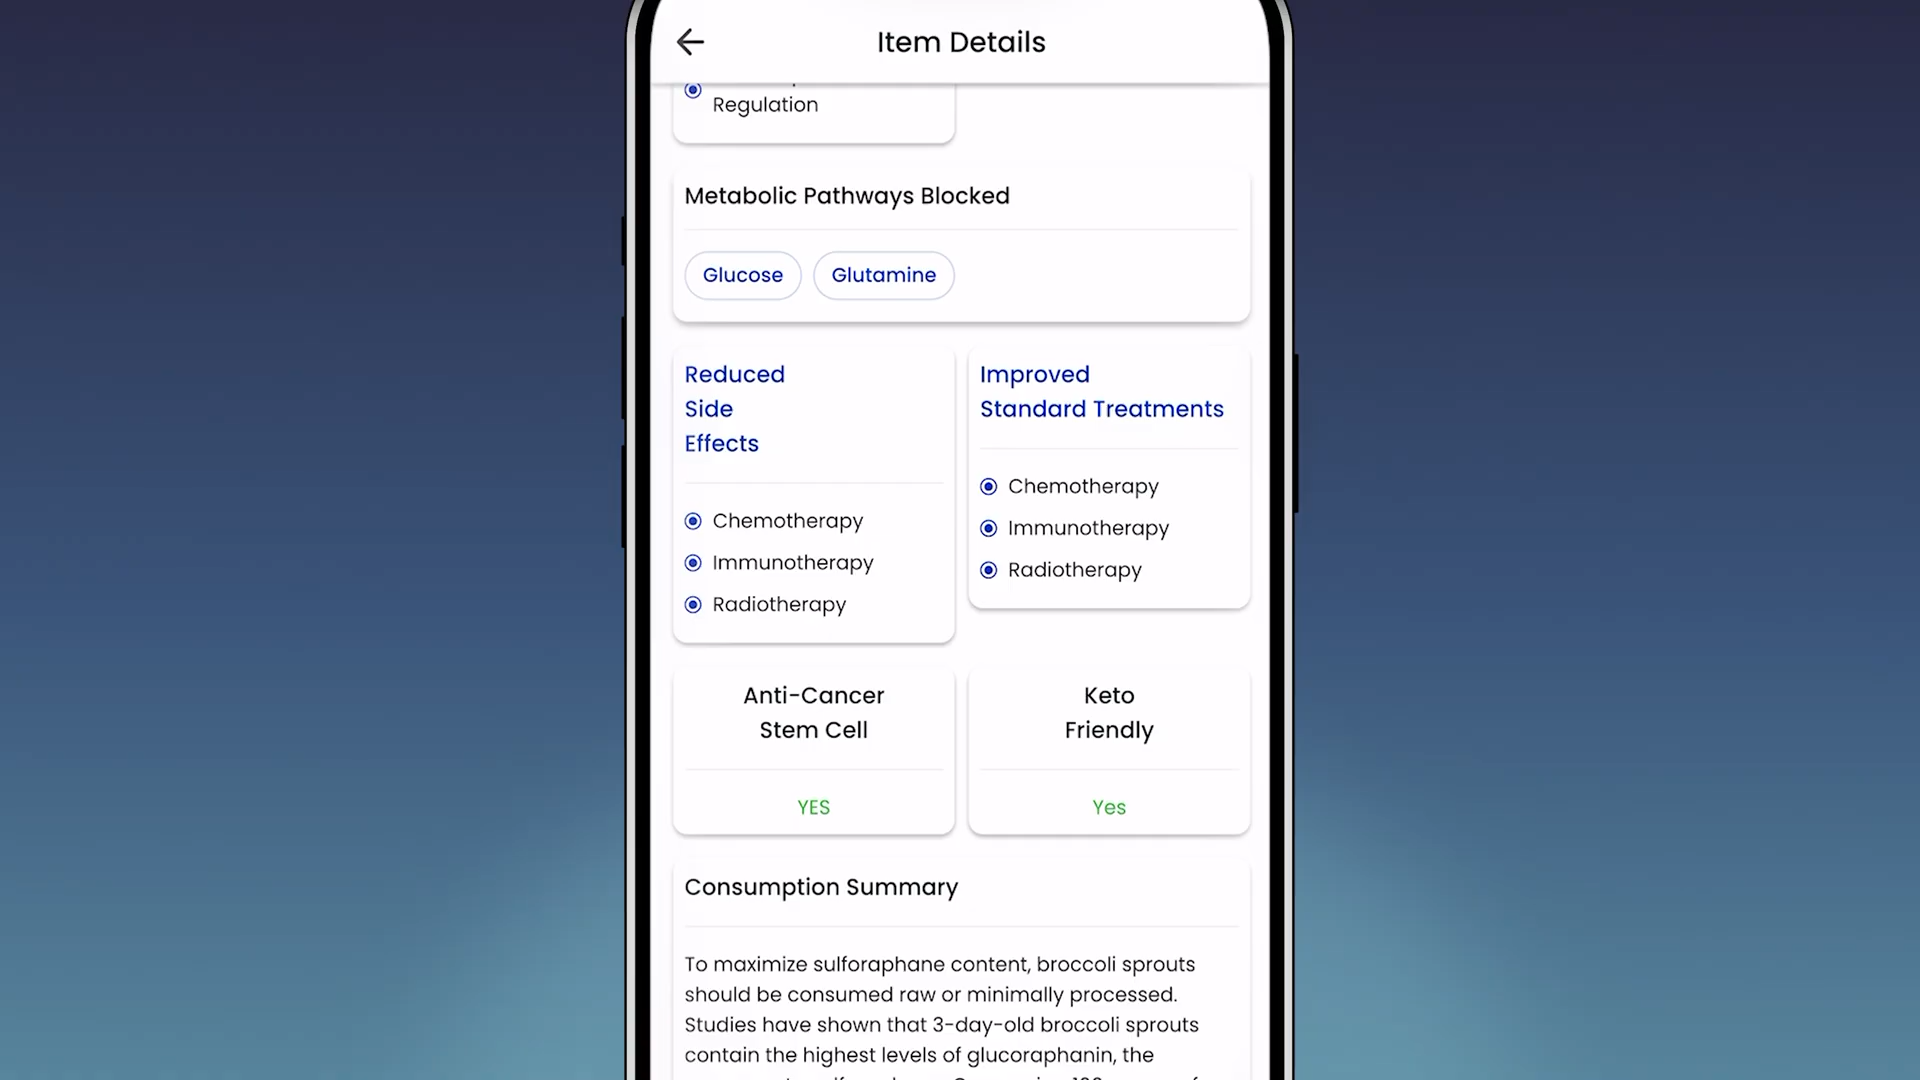 Item Details
Regulation
Metabolic Pathways Blocked
Glucose
Glutamine
Reduced
Side
Effects
Chemotherapy
Immunotherapy
Radiotherapy
Improved
Standard Treatments
Chemotherapy
Immunotherapy
Radiotherapy
Anti-Cancer
Stem Cell
YES
Keto
Friendly
Yes
Consumption Summary
To maximize sulforaphane content, broccoli sprouts
should be consumed raw or minimally processed.
Studies have shown that 3-day-old broccoli sprouts
contain the highest levels of glucoraphanin, the